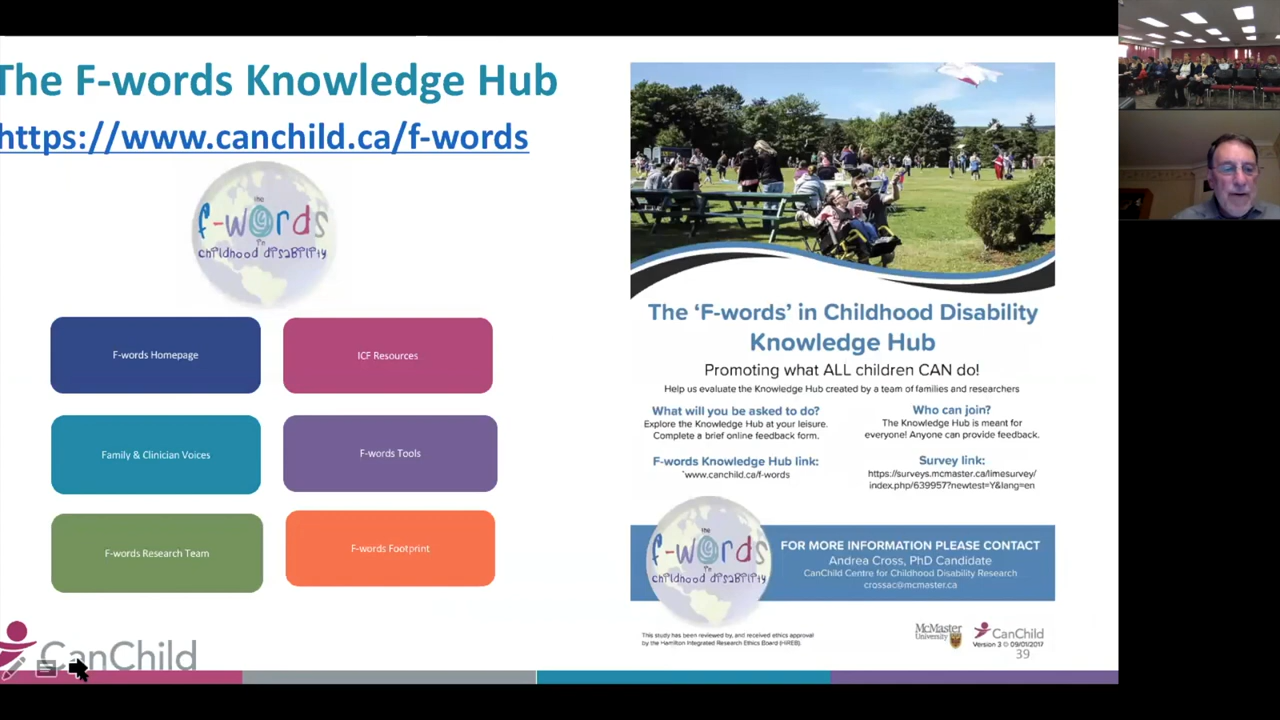 The F-words Knowledge Hub
https://www.canchild.ca/f-words
the
f-words
in
childhood disability
F-words Homepage
ICF Resources
Family & Clinician Voices
F-words Tools
F-words Research Team
F-words Footprint
CanChild
The ‘F-words’ in Childhood Disability
Knowledge Hub
Promoting what ALL children CAN do!
Help us evaluate the Knowledge Hub created by a team of families and researchers
What will you be asked to do?
Explore the Knowledge Hub at your leisure.
Complete a brief online feedback form.
F-words Knowledge Hub link:
www.canchild.ca/f-words
Who can join?
The Knowledge Hub is meant for
everyone! Anyone can provide feedback.
Survey link:
https://surveys.mcmaster.ca/limesurvey/
index.php/639957?newtest=Y&lang=en
the
f-words
in
childhood disability
FOR MORE INFORMATION PLEASE CONTACT
Andrea Cross, PhD Candidate
CanChild Centre for Childhood Disability Research
crossac@mcmaster.ca
This study has been reviewed by, and received ethics approval
by the Hamilton Integrated Research Ethics Board (HiREB).
McMaster
University
CanChild
Version 3 © 09/01/2017
39